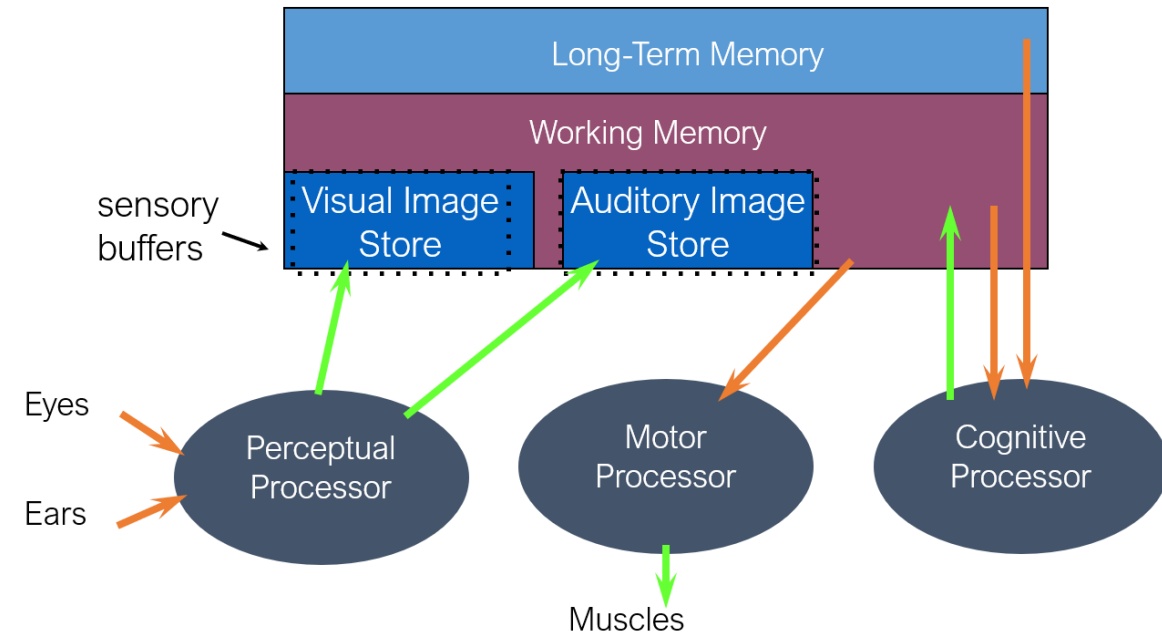 Long-Term Memory
Working Memory
sensory
buffers
Visual Image
Store
Auditory Image
Store
Eyes
Ears
Perceptual
Processor
Motor
Processor
Cognitive
Processor
Muscles